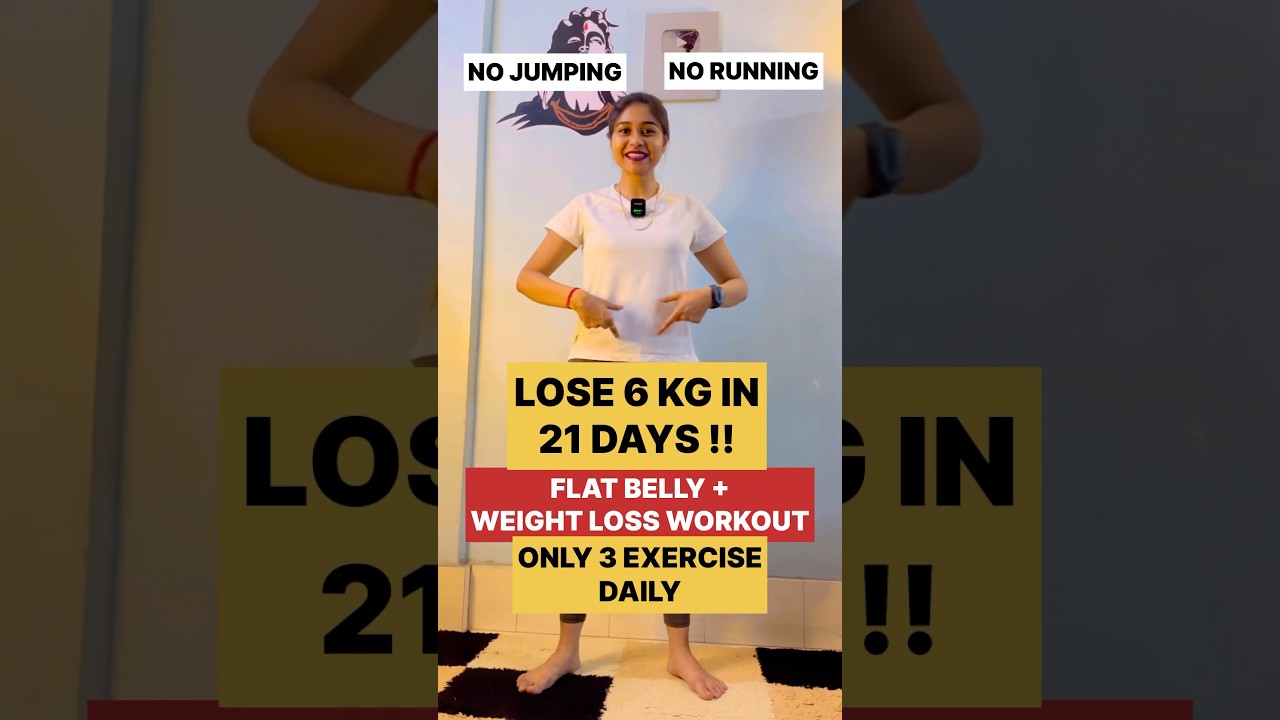 NO JUMPING
NO RUNNING
LOSE 6 KG IN
21 DAYS !!
FLAT BELLY +
WEIGHT LOSS WORKOUT
ONLY 3 EXERCISE
DAILY